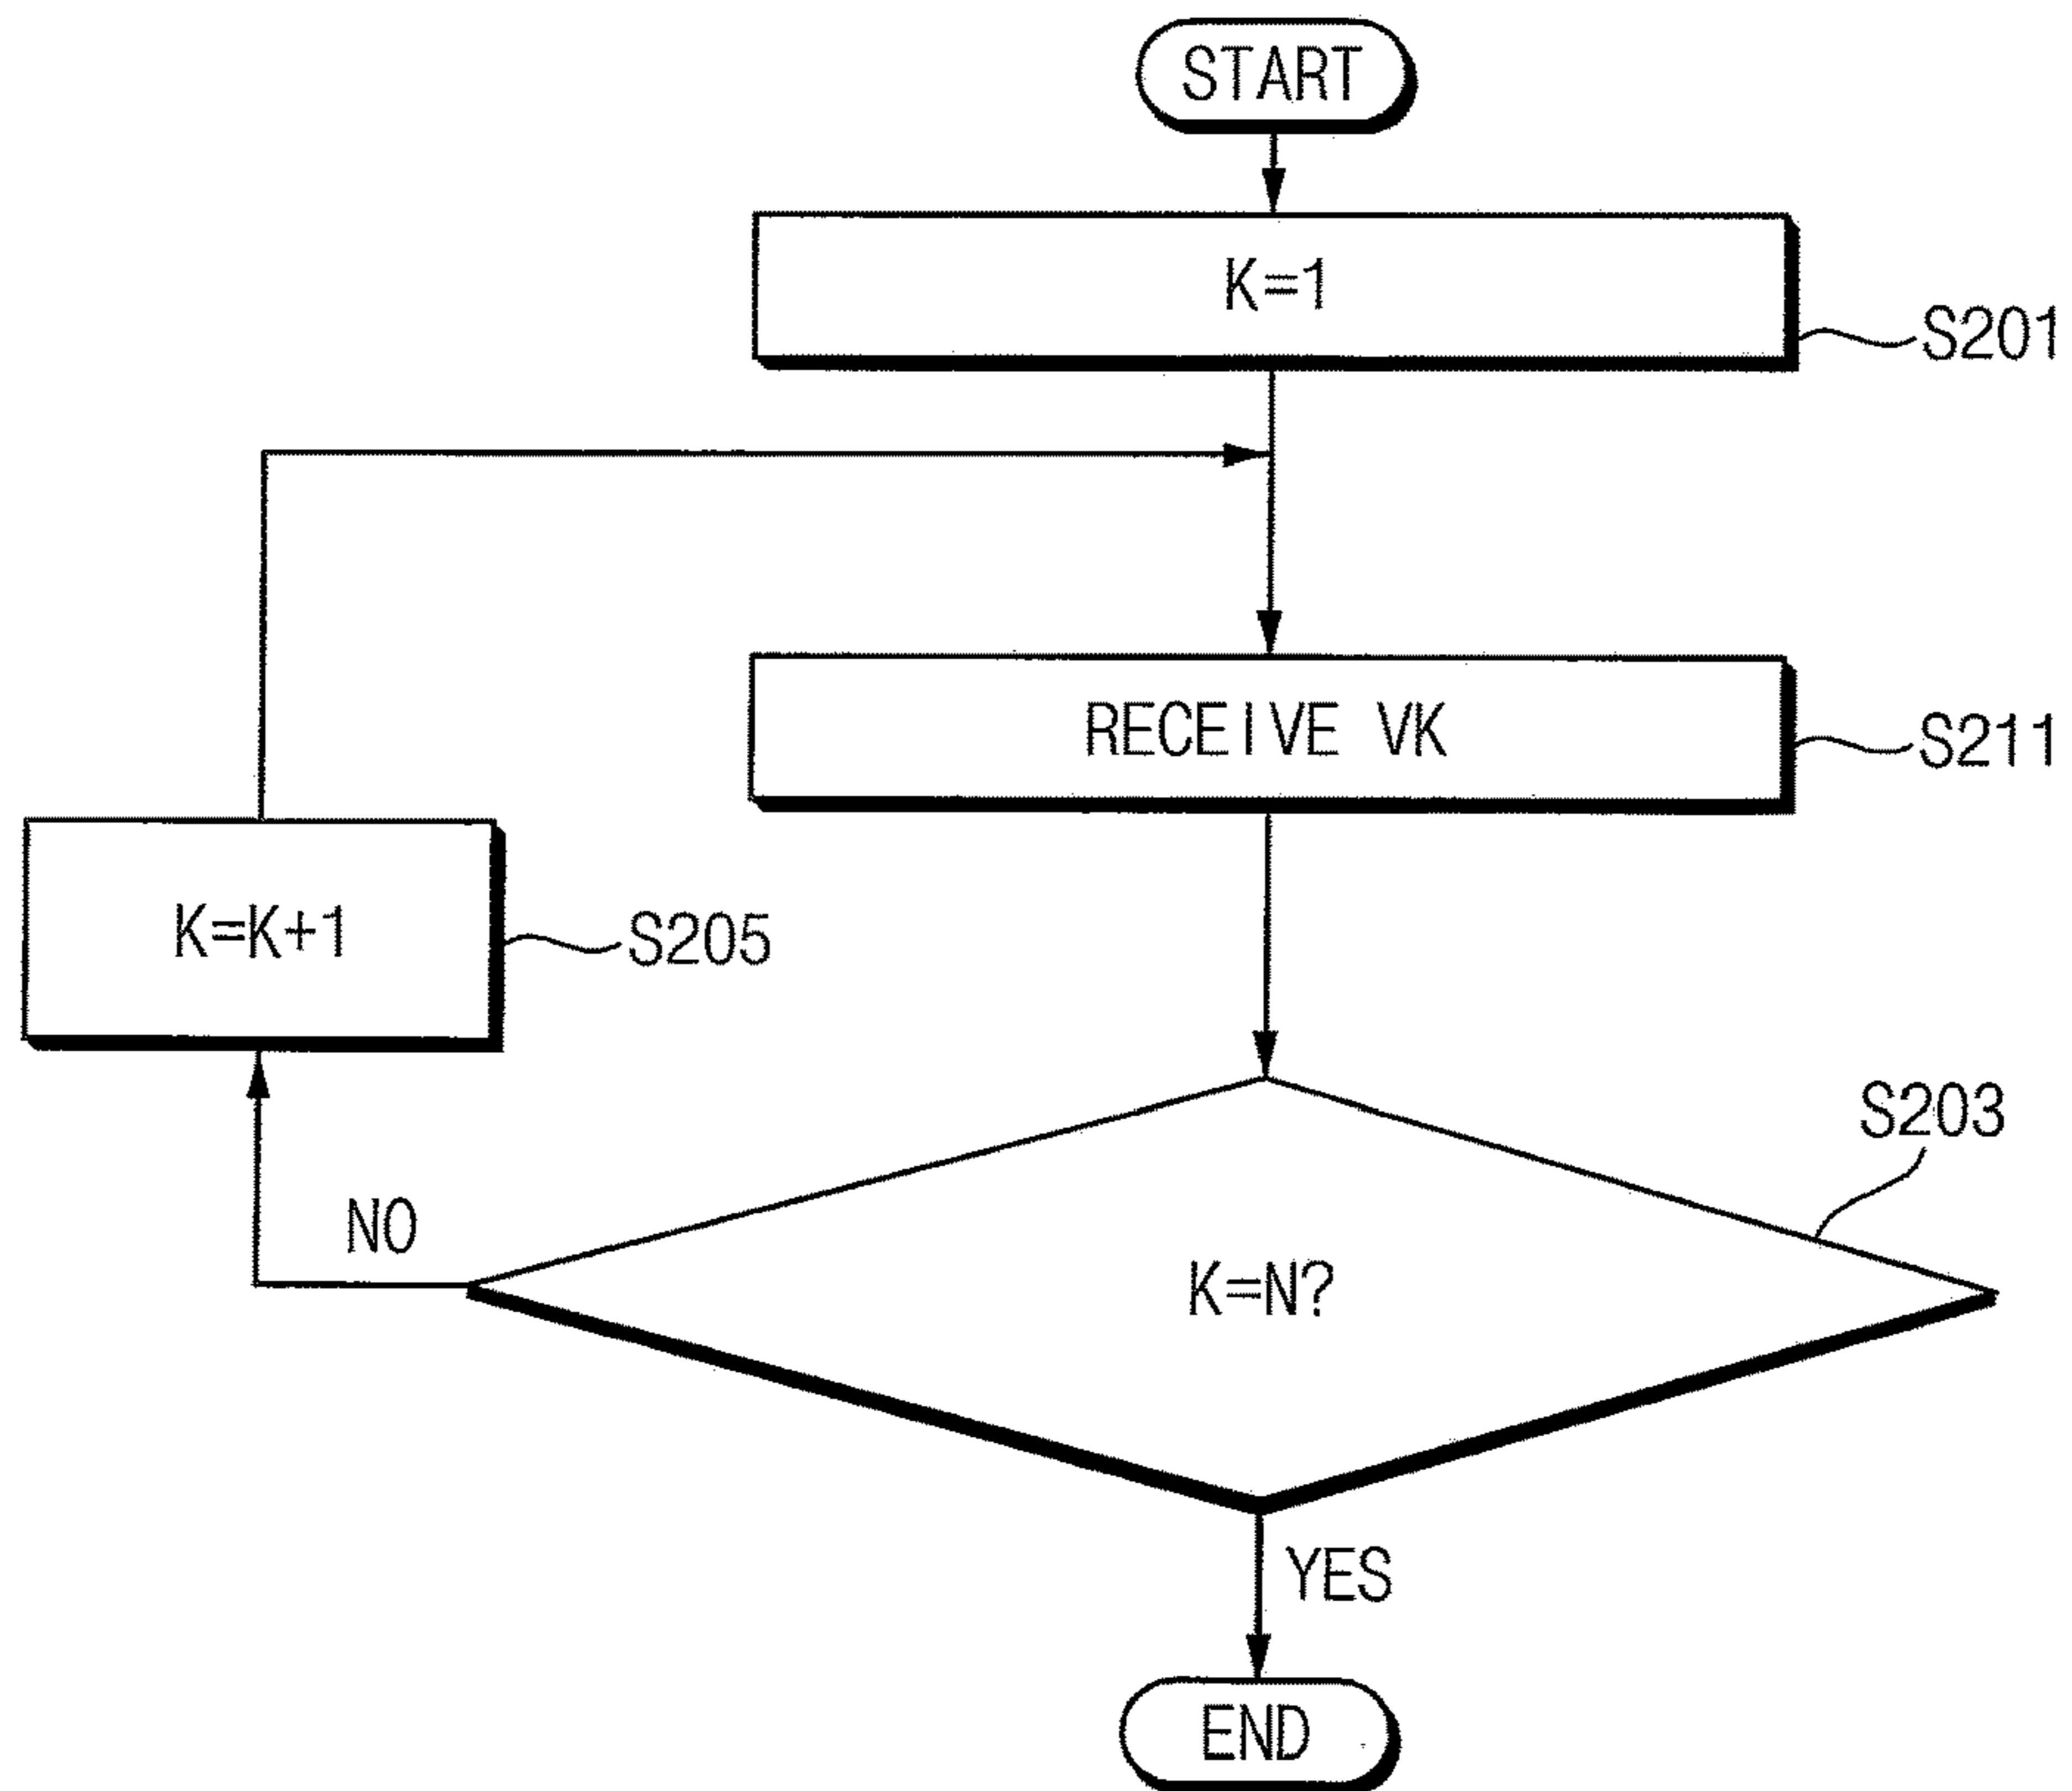 START
K=1
S201
RECEIVE VK
S211
K=K+1
S205
S203
NO
K=N?
YES
END